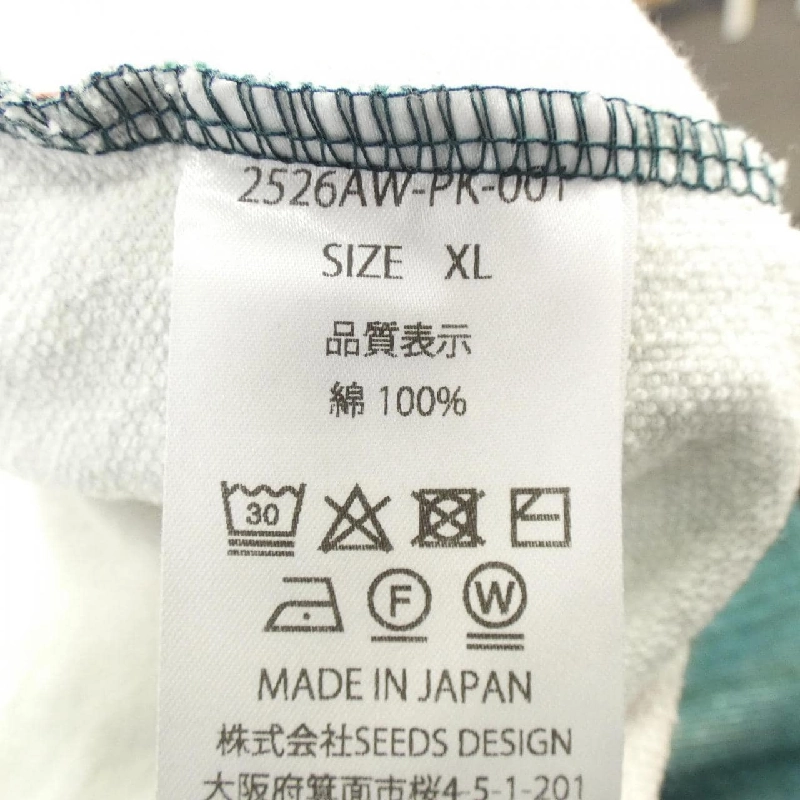 2526AW-PK-001
SIZE XL
品質表示
綿 100%
30
F W
MADE IN JAPAN
株式会社SEEDS DESIGN
大阪府箕面市桜4-5-1-201